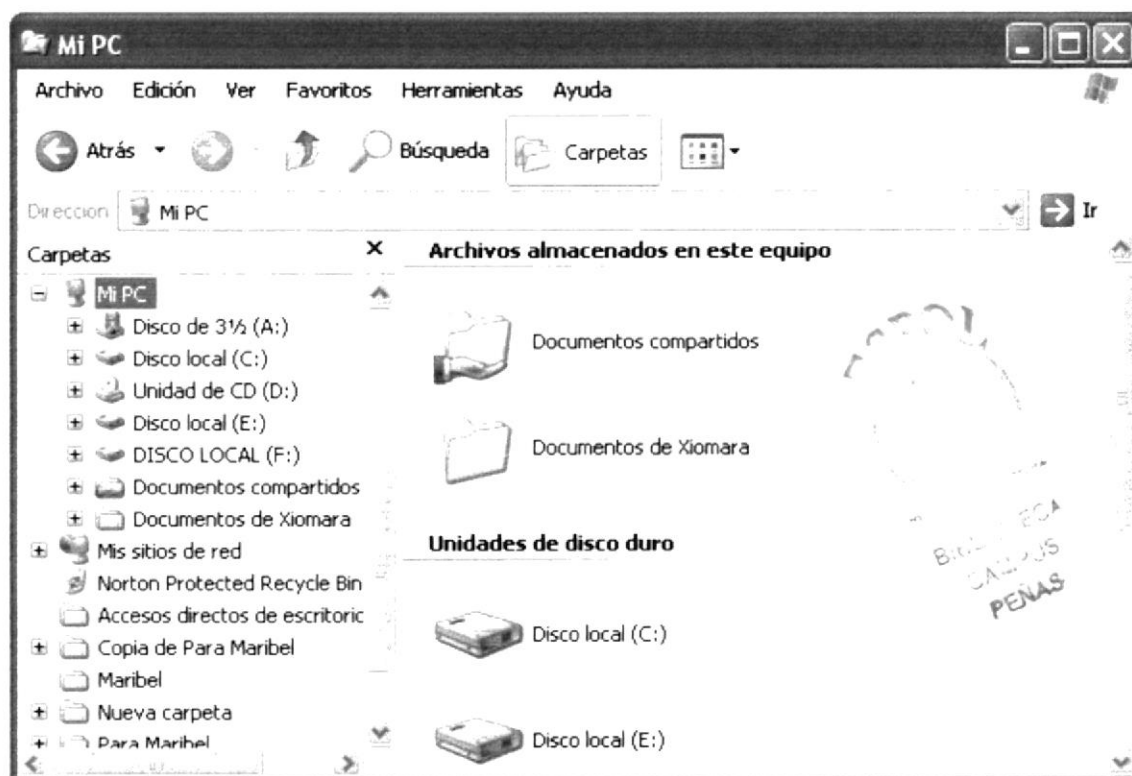 Mi PC
Archivo Edición Ver Favoritos Herramientas Ayuda
Atrás Búsqueda Carpetas
Direccion Mi PC Ir
Carpetas
Mi PC
Disco de 3½ (A:)
Disco local (C:)
Unidad de CD (D:)
Disco local (E:)
DISCO LOCAL (F:)
Documentos compartidos
Documentos de Xiomara
Mis sitios de red
Norton Protected Recycle Bin
Accesos directos de escritoric
Copia de Para Maribel
Maribel
Nueva carpeta
Para Maribel
Archivos almacenados en este equipo
Documentos compartidos
Documentos de Xiomara
Unidades de disco duro
Disco local (C:)
Disco local (E:)
PEÑAS